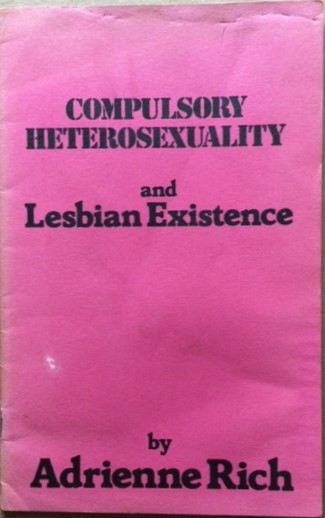 COMPULSORY
HETEROSEXUALITY
and
Lesbian Existence
by
Adrienne Rich